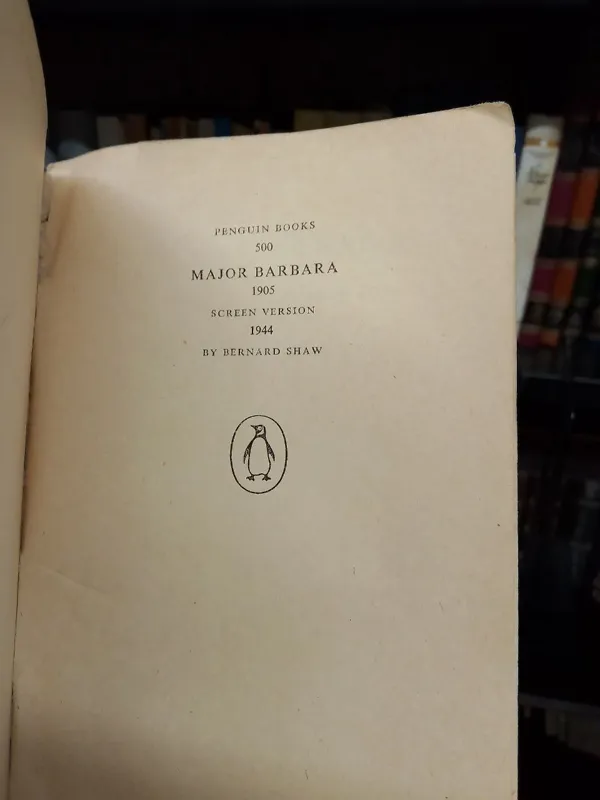 PENGUIN BOOKS
500
MAJOR BARBARA
1905
SCREEN VERSION
1944
BY BERNARD SHAW